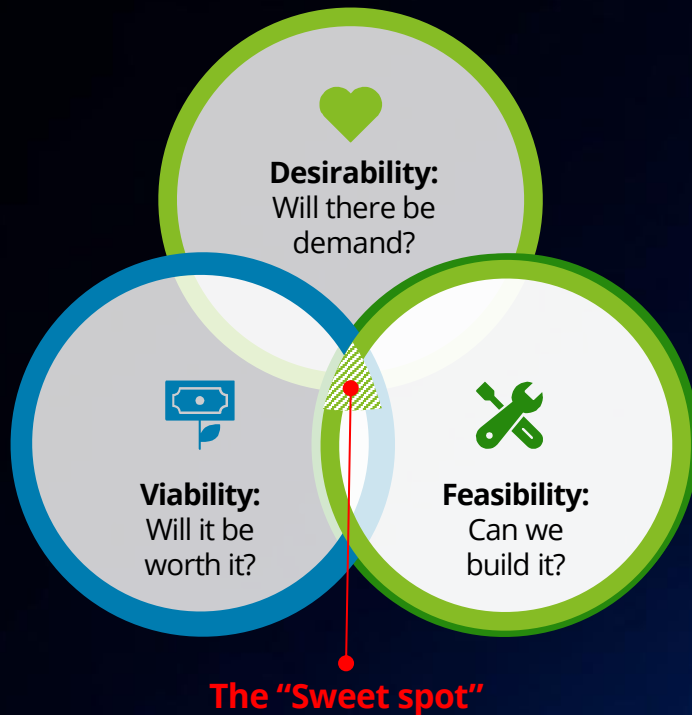 Desirability:
Will there be
demand?
Viability:
Will it be
worth it?
Feasibility:
Can we
build it?
The “Sweet spot”